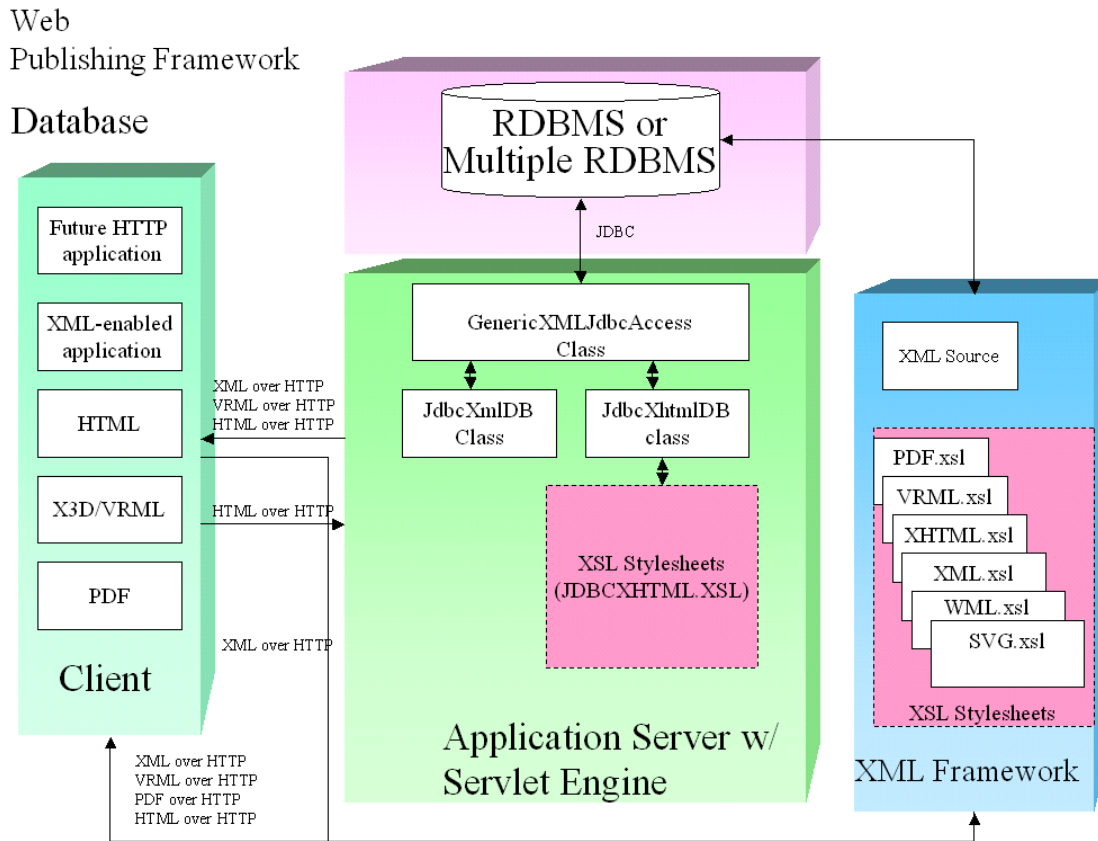 Web
Publishing Framework
Database
RDBMS or
Multiple RDBMS
JDBC
Future HTTP
application
XML-enabled
application
HTML
X3D/VRML
PDF
Client
XML over HTTP
VRML over HTTP
HTML over HTTP
HTML over HTTP
XML over HTTP
XML over HTTP
VRML over HTTP
PDF over HTTP
HTML over HTTP
GenericXMLJdbcAccess
Class
JdbcXmlDB
Class
JdbcXhtmlDB
class
XSL Stylesheets
(JDBCXHTML.XSL)
Application Server w/
Servlet Engine
XML Source
PDF.xsl
VRML.xsl
XHTML.xsl
XML.xsl
WML.xsl
SVG.xsl
XSL Stylesheets
XML Framework